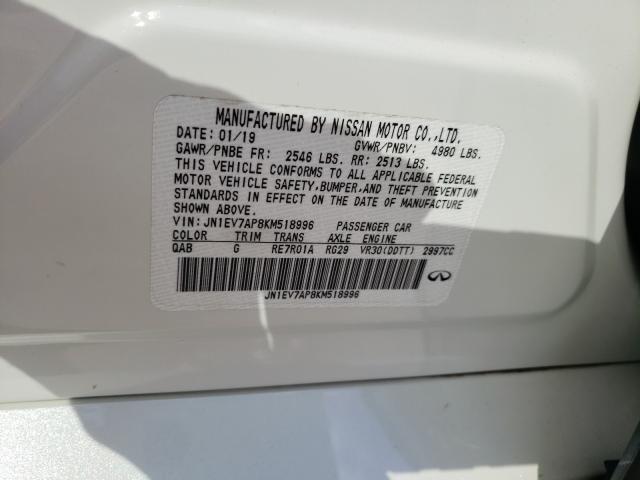 MANUFACTURED BY NISSAN MOTOR CO.,LTD.
DATE: 01/19 GVWR/PNBV: 4980 LBS.
GAWR/PNBE FR: 2546 LBS. RR: 2513 LBS.
THIS VEHICLE CONFORMS TO ALL APPLICABLE FEDERAL
MOTOR VEHICLE SAFETY,BUMPER,AND THEFT PREVENTION
STANDARDS IN EFFECT ON THE DATE OF MANUFACTURE
SHOWN ABOVE.
VIN:JN1EV7AP8KM518996 PASSENGER CAR
COLOR TRIM TRANS AXLE ENGINE
QAB G RE7R01A RG29 VR30(DDTT) 2997CC
JN1EV7AP8KM518996